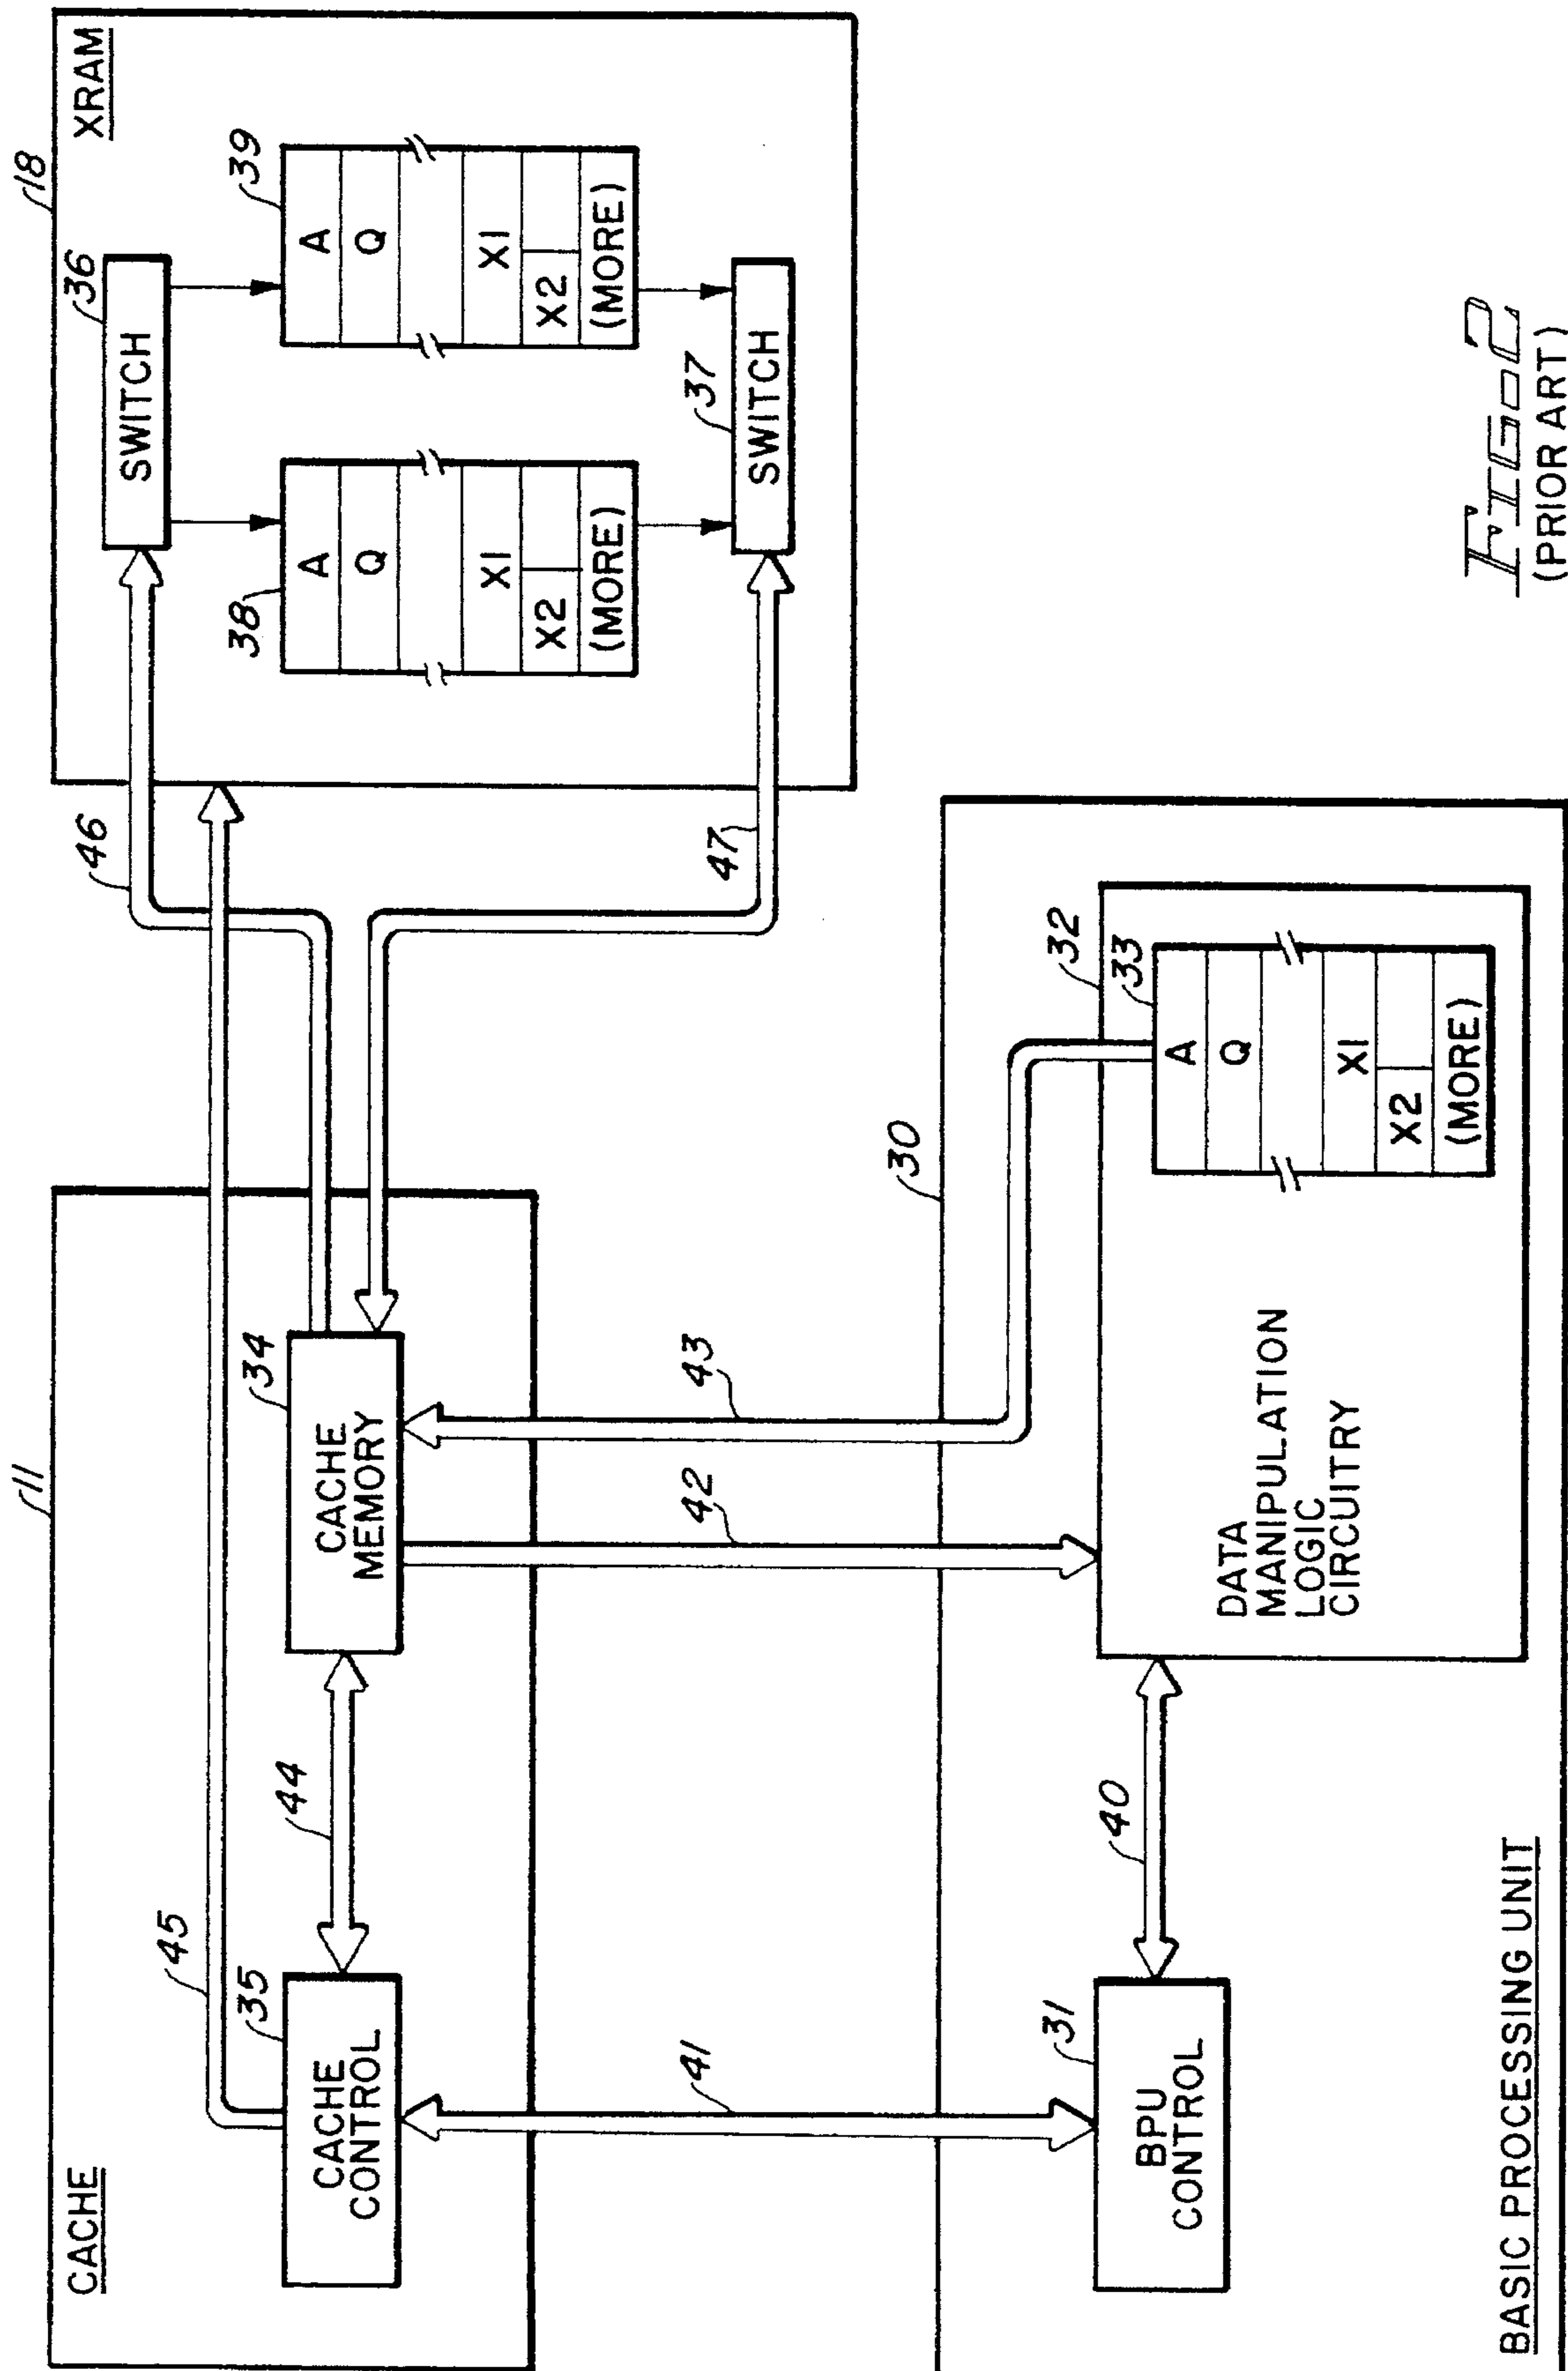 CACHE
11
45
35
CACHE
CONTROL
44
34
CACHE
MEMORY
46
47
18
XRAM
36
SWITCH
38
A
Q
X1
X2
(MORE)
39
A
Q
X1
X2
(MORE)
37
SWITCH
41
42
43
30
31
BPU
CONTROL
40
32
33
A
Q
X1
X2
(MORE)
DATA
MANIPULATION
LOGIC
CIRCUITRY
BASIC PROCESSING UNIT
FIG-2
(PRIOR ART)